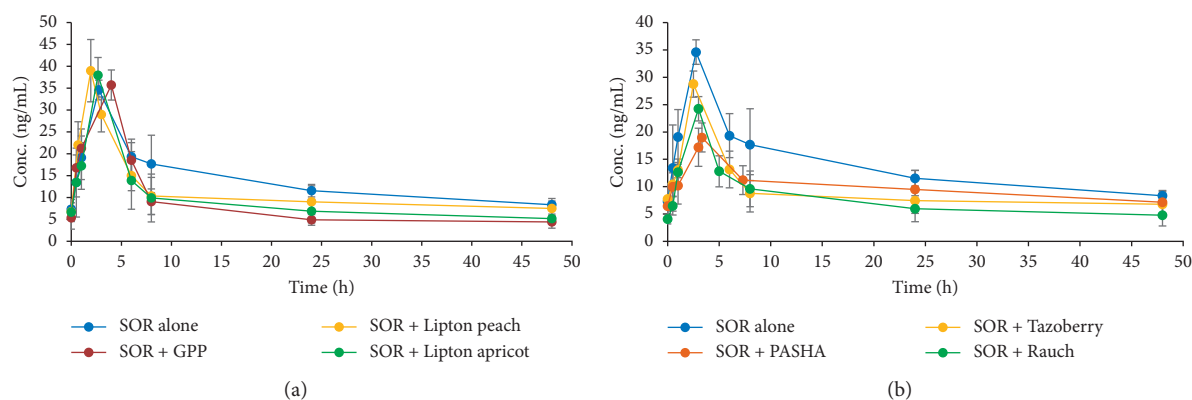 50
45
40
35
30
25
20
15
10
5
0
Conc. (ng/mL)
0 5 10 15 20 25 30 35 40 45 50
Time (h)
SOR alone
SOR + Lipton peach
SOR + GPP
SOR + Lipton apricot
(a)
40
35
30
25
20
15
10
5
0
Conc. (ng/mL)
0 5 10 15 20 25 30 35 40 45 50
Time (h)
SOR alone
SOR + Tazoberry
SOR + PASHA
SOR + Rauch
(b)